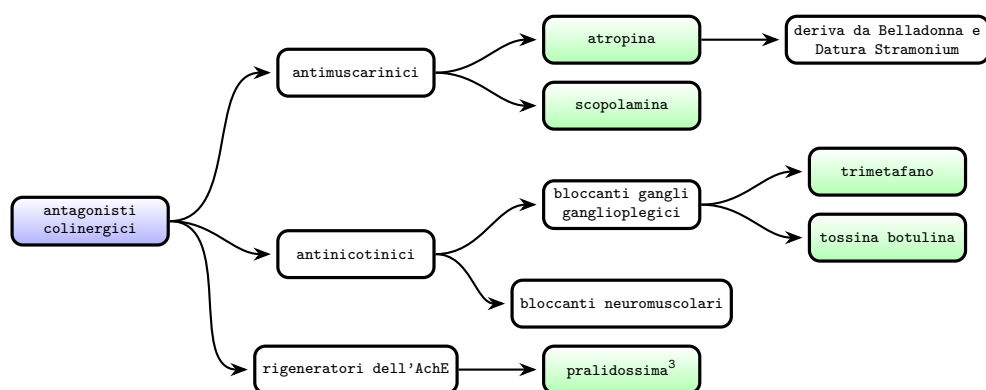 atropina
deriva da Belladonna e
Datura Stramonium
antimuscarinici
scopolamina
trimetafano
bloccanti gangli
ganglioplegici
antagonisti
colinergici
tossina botulina
antinicotinici
bloccanti neuromuscolari
rigeneratori dell'AchE
pralidossima³